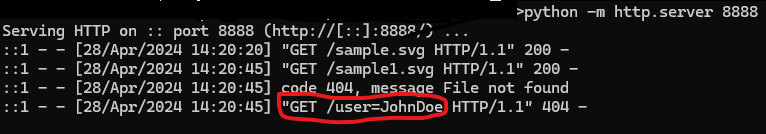 >python -m http.server 8888
Serving HTTP on :: port 8888 (http://[::]:8888/) ...
::1 - - [28/Apr/2024 14:20:20] "GET /sample.svg HTTP/1.1" 200 -
::1 - - [28/Apr/2024 14:20:45] "GET /sample1.svg HTTP/1.1" 200 -
::1 - - [28/Apr/2024 14:20:45] code 404, message File not found
::1 - - [28/Apr/2024 14:20:45] "GET /user=JohnDoe HTTP/1.1" 404 -